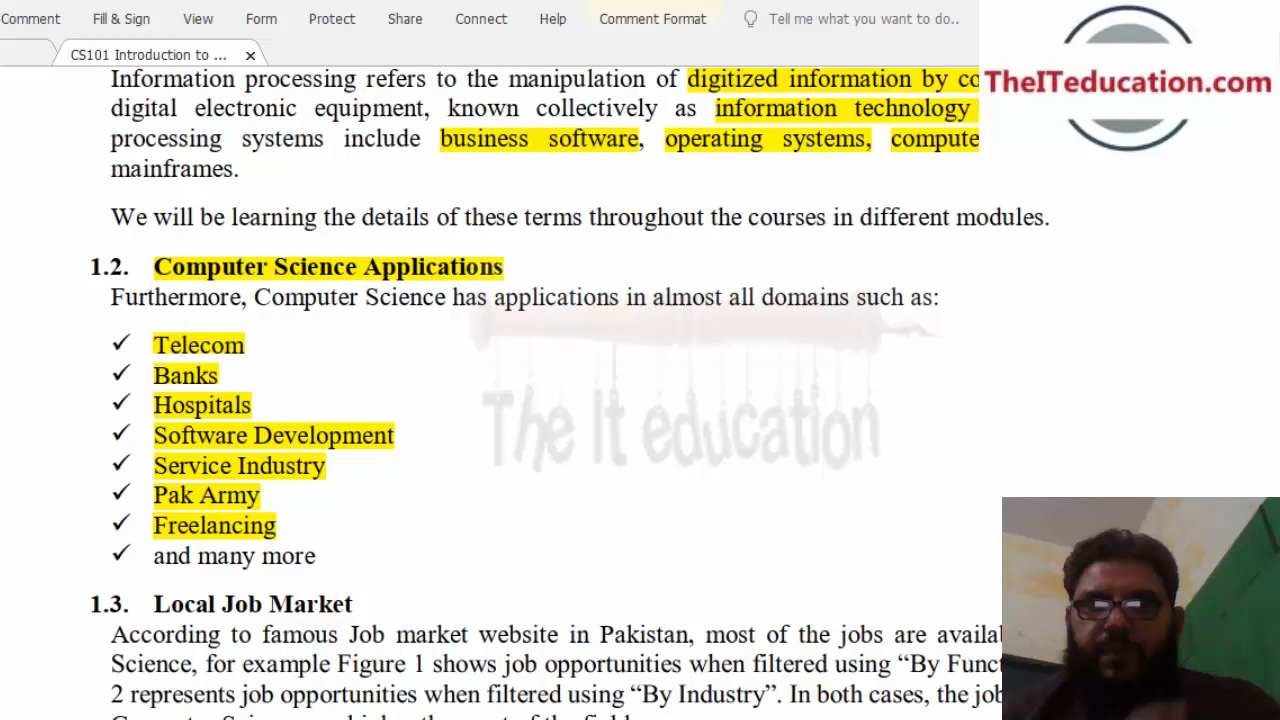 Comment Fill & Sign View Form Protect Share Connect Help Comment Format Tell me what you want to do..
CS101 Introduction to ... ×
TheITeducation.com
Information processing refers to the manipulation of digitized information by co
digital electronic equipment, known collectively as information technology
processing systems include business software, operating systems, compute
mainframes.
We will be learning the details of these terms throughout the courses in different modules.
1.2. Computer Science Applications
Furthermore, Computer Science has applications in almost all domains such as:
✓ Telecom
✓ Banks
✓ Hospitals
✓ Software Development
✓ Service Industry
✓ Pak Army
✓ Freelancing
✓ and many more
The It education
1.3. Local Job Market
According to famous Job market website in Pakistan, most of the jobs are availa
Science, for example Figure 1 shows job opportunities when filtered using “By Func
2 represents job opportunities when filtered using “By Industry”. In both cases, the job